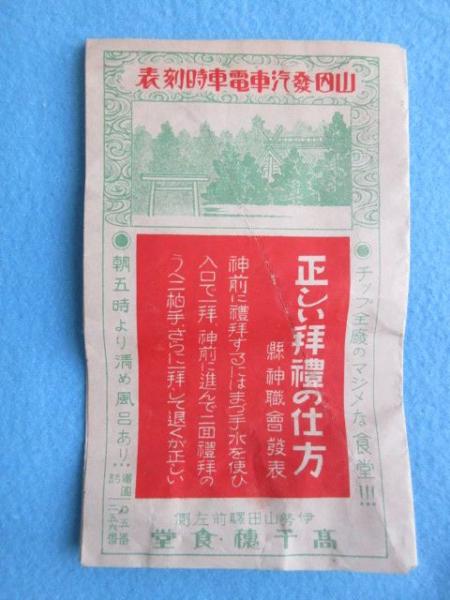 山田發汽車電車時刻表
● チップ全廢のマジメな食堂!!!
正しい拜禮の仕方
縣神職會發表
神前に禮拜するにはまづ手水を使ひ
入口で一拜、神前に進んで二回禮拜の
うへ二拍手、さらに一拜して退くが正しい
● 朝五時より清め風呂あり…
伊勢山田驛前左側
高千穗食堂